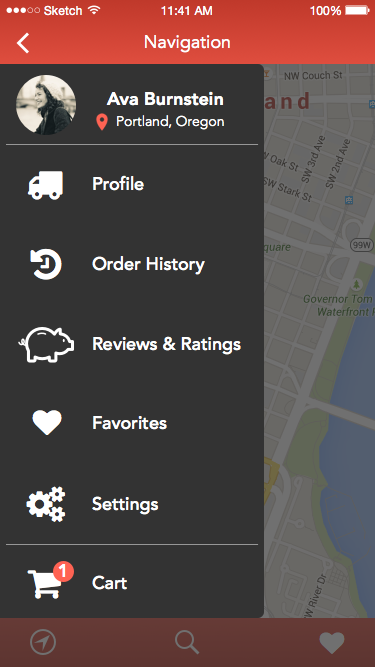 Sketch 11:41 AM 100%
Navigation
NW Couch St
and
Ava Burnstein
Portland, Oregon
Profile
W Oak St
SW 3rd Ave
SW 2nd Ave
SW Stark St
Order History
quare
99W
Governor Tom
Waterfront
Reviews & Ratings
Favorites
Settings
1
Cart
SW River Dr